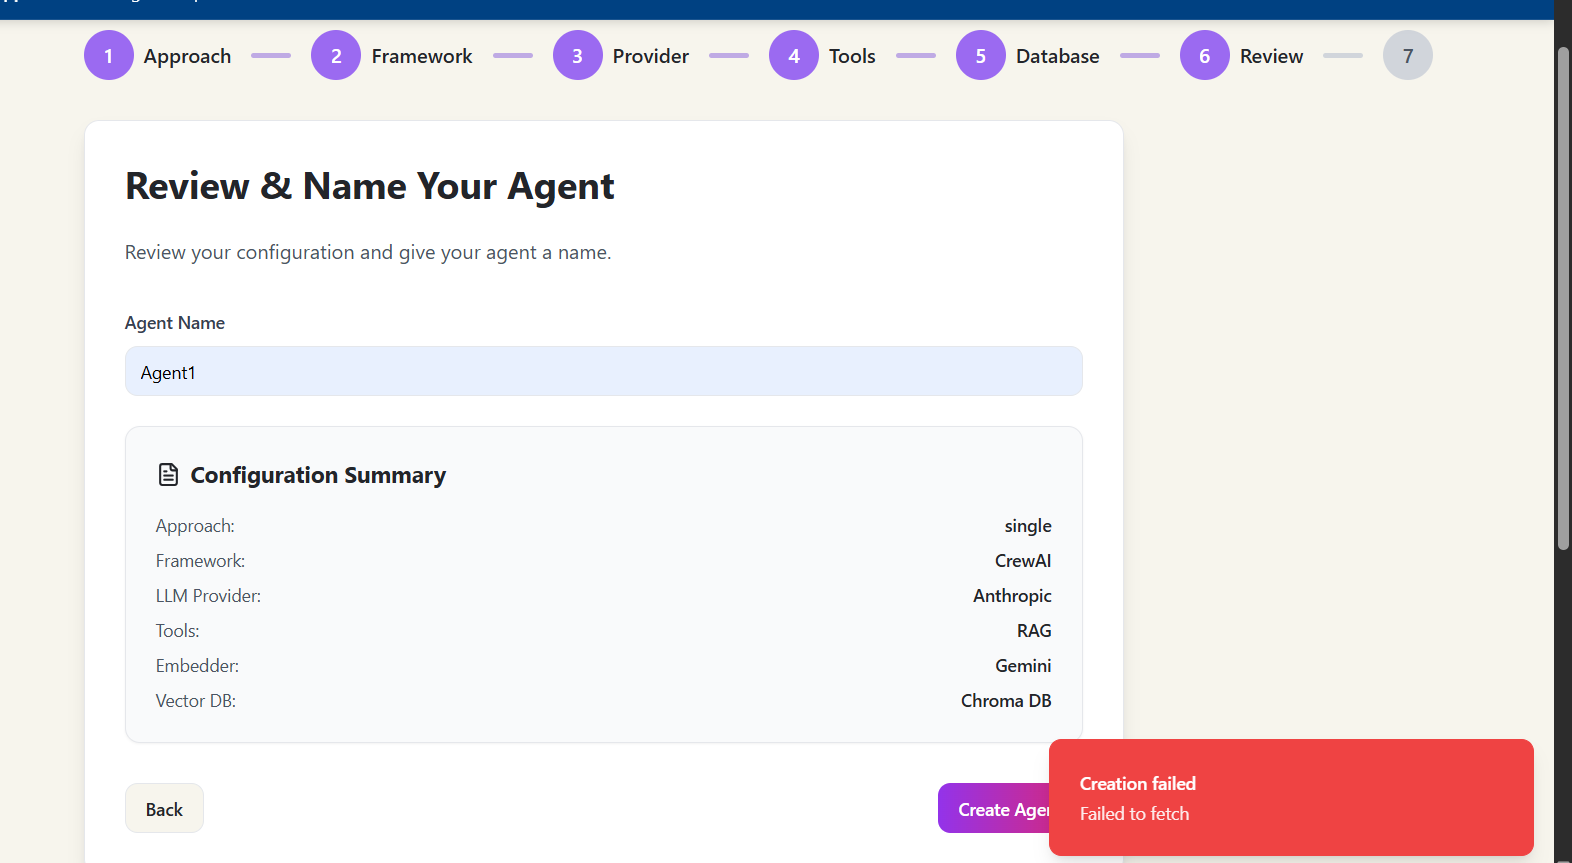 1 Approach 2 Framework 3 Provider 4 Tools 5 Database 6 Review 7
Review & Name Your Agent
Review your configuration and give your agent a name.
Agent Name
Agent1
Configuration Summary
Approach: single
Framework: CrewAI
LLM Provider: Anthropic
Tools: RAG
Embedder: Gemini
Vector DB: Chroma DB
Back
Create Agen
Creation failed
Failed to fetch